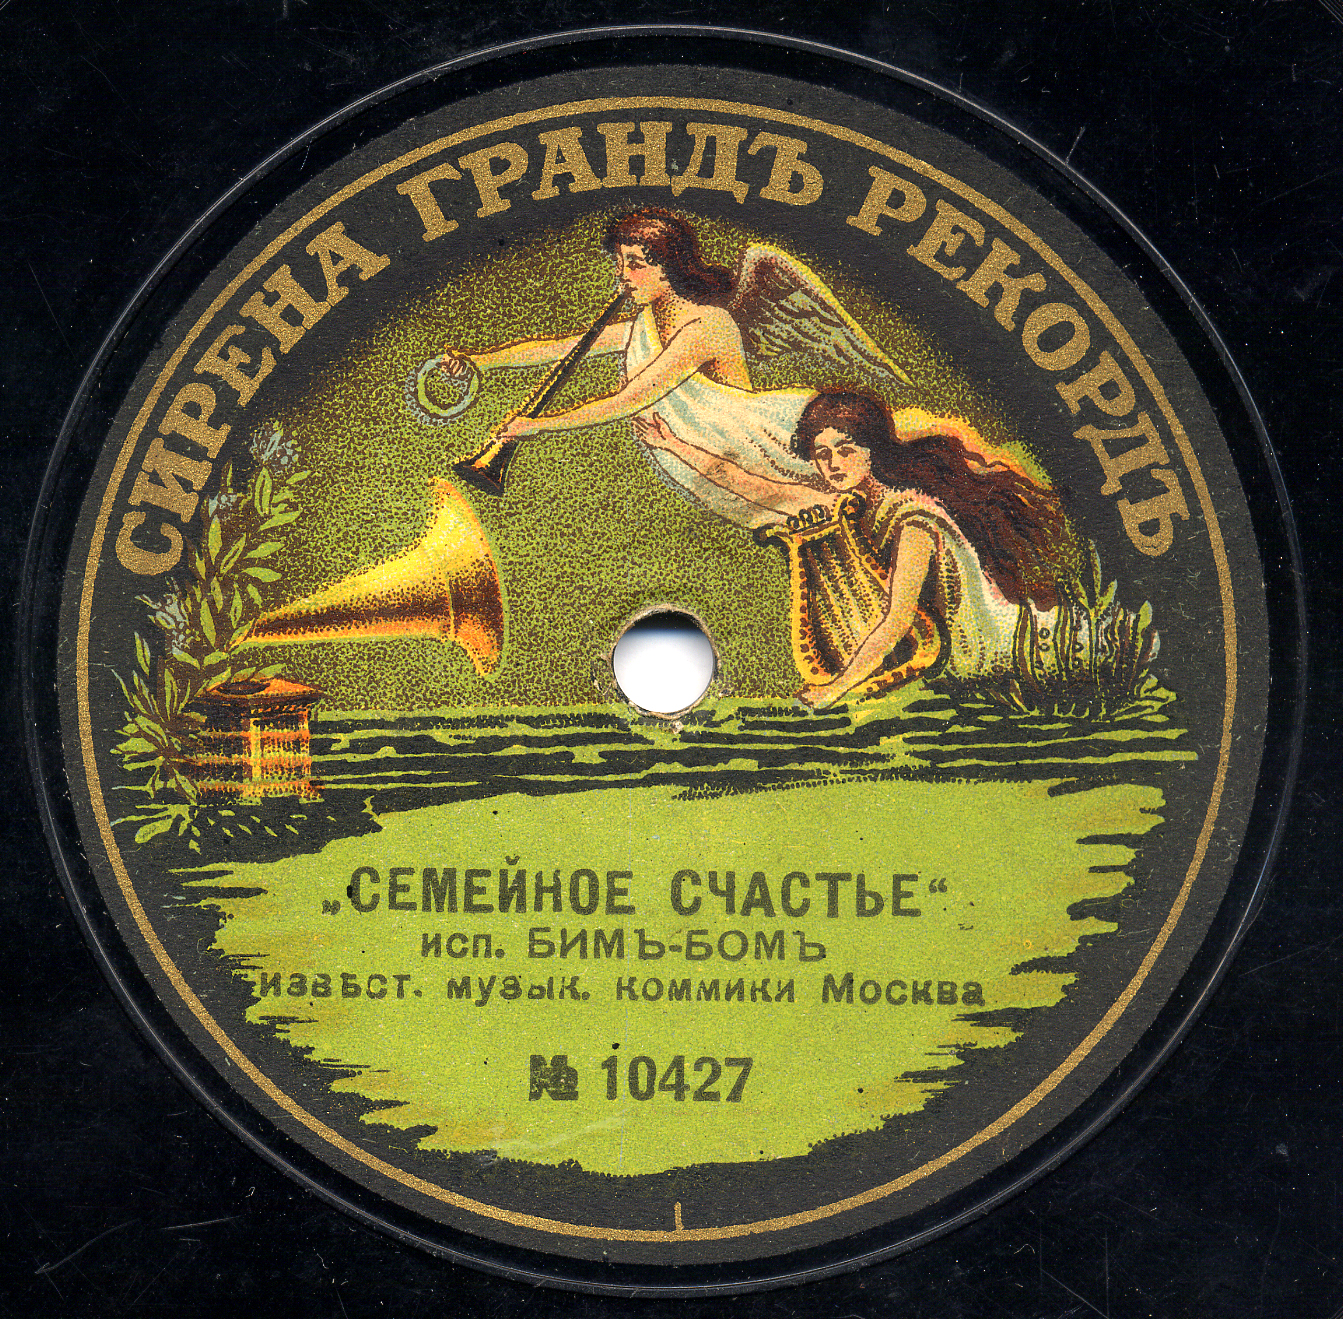 СИРЕНА ГРАНДЪ РЕКОРДЪ
„СЕМЕЙНОЕ СЧАСТЬЕ“
исп. БИМЪ-БОМЪ
извѣст. музык. коммики Москва
№ 10427